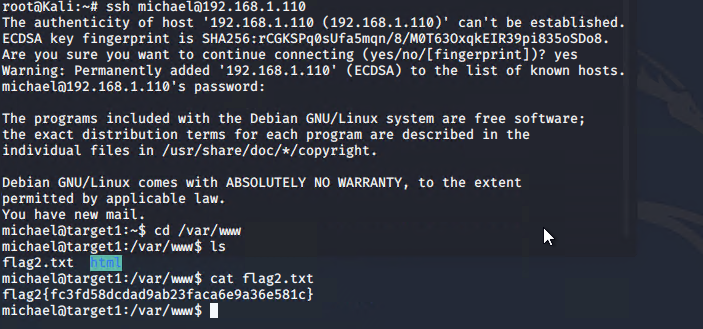 root@Kali:~# ssh michael@192.168.1.110
The authenticity of host '192.168.1.110 (192.168.1.110)' can't be established.
ECDSA key fingerprint is SHA256:rCGKSPq0sUfa5mqn/8/M0T63OxqkEIR39pi835oSDo8.
Are you sure you want to continue connecting (yes/no/[fingerprint])? yes
Warning: Permanently added '192.168.1.110' (ECDSA) to the list of known hosts.
michael@192.168.1.110's password:
The programs included with the Debian GNU/Linux system are free software;
the exact distribution terms for each program are described in the
individual files in /usr/share/doc/*/copyright.
Debian GNU/Linux comes with ABSOLUTELY NO WARRANTY, to the extent
permitted by applicable law.
You have new mail.
michael@target1:~$ cd /var/www
michael@target1:/var/www$ ls
flag2.txt  html
michael@target1:/var/www$ cat flag2.txt
flag2{fc3fd58dcdad9ab23faca6e9a36e581c}
michael@target1:/var/www$